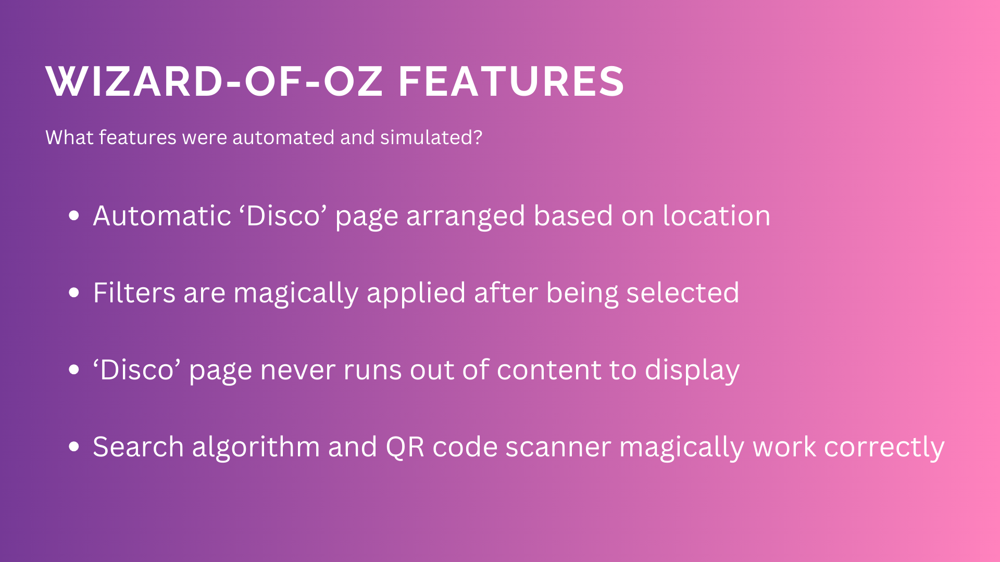 WIZARD-OF-OZ FEATURES
What features were automated and simulated?
• Automatic ‘Disco’ page arranged based on location
• Filters are magically applied after being selected
• ‘Disco’ page never runs out of content to display
• Search algorithm and QR code scanner magically work correctly